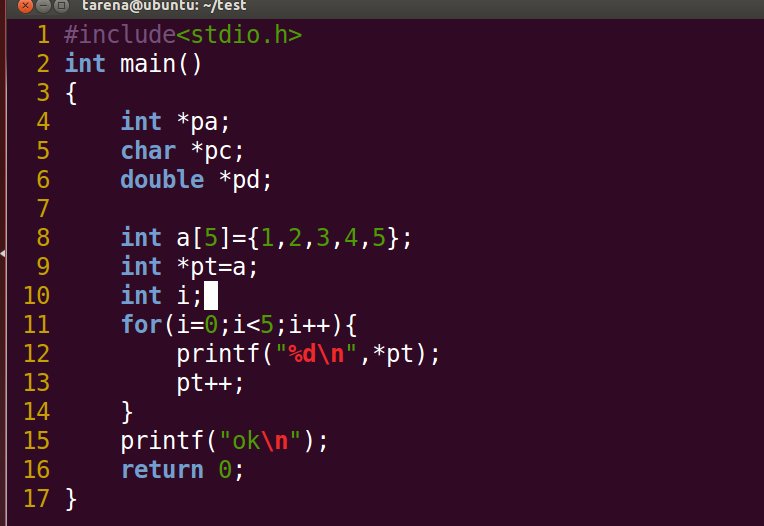 tarena@ubuntu: ~/test
1 #include<stdio.h>
2 int main()
3 {
4     int *pa;
5     char *pc;
6     double *pd;
7
8     int a[5]={1,2,3,4,5};
9     int *pt=a;
10     int i;
11     for(i=0;i<5;i++){
12         printf("%d\n",*pt);
13         pt++;
14     }
15     printf("ok\n");
16     return 0;
17 }